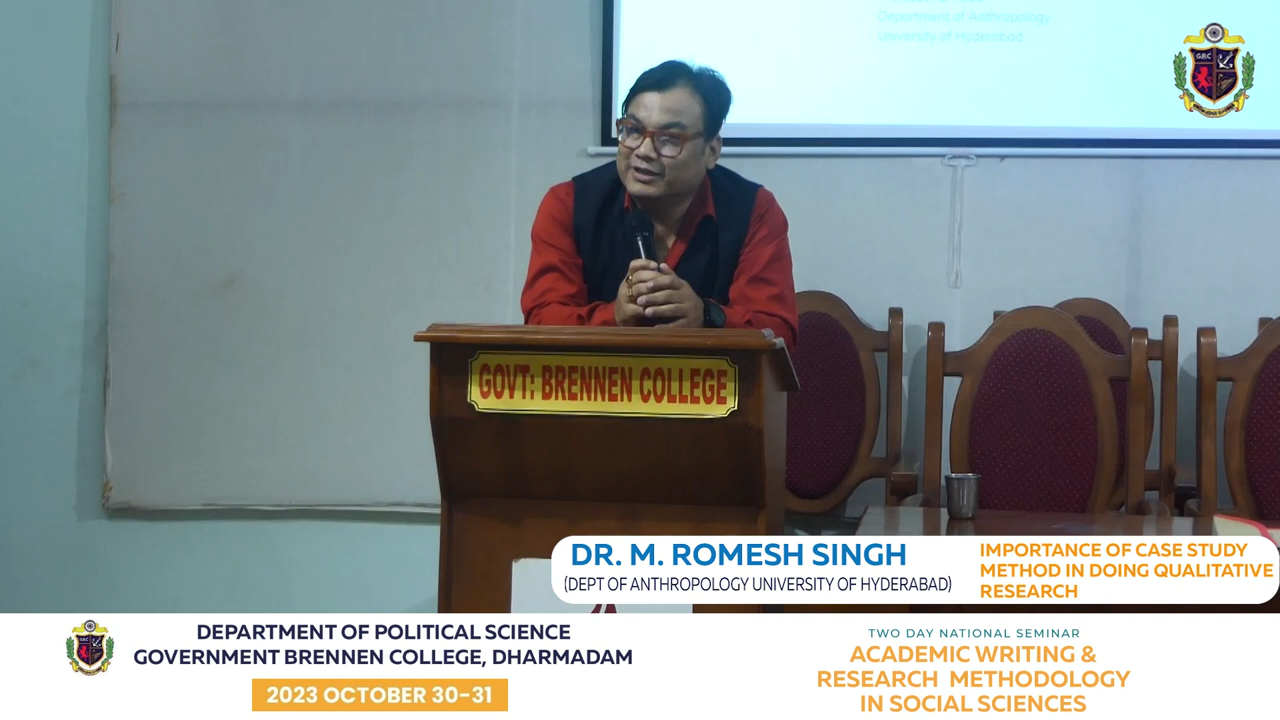 Department of Anthropology
University of Hyderabad
GBC
GOVT: BRENNEN COLLEGE
DR. M. ROMESH SINGH
(DEPT OF ANTHROPOLOGY UNIVERSITY OF HYDERABAD)
IMPORTANCE OF CASE STUDY
METHOD IN DOING QUALITATIVE
RESEARCH
GBC
DEPARTMENT OF POLITICAL SCIENCE
GOVERNMENT BRENNEN COLLEGE, DHARMADAM
2023 OCTOBER 30-31
TWO DAY NATIONAL SEMINAR
ACADEMIC WRITING &
RESEARCH METHODOLOGY
IN SOCIAL SCIENCES